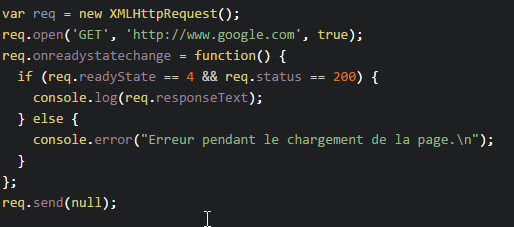 var req = new XMLHttpRequest();
req.open('GET', 'http://www.google.com', true);
req.onreadystatechange = function() {
  if (req.readyState == 4 && req.status == 200) {
    console.log(req.responseText);
  } else {
    console.error("Erreur pendant le chargement de la page.\n");
  }
};
req.send(null);